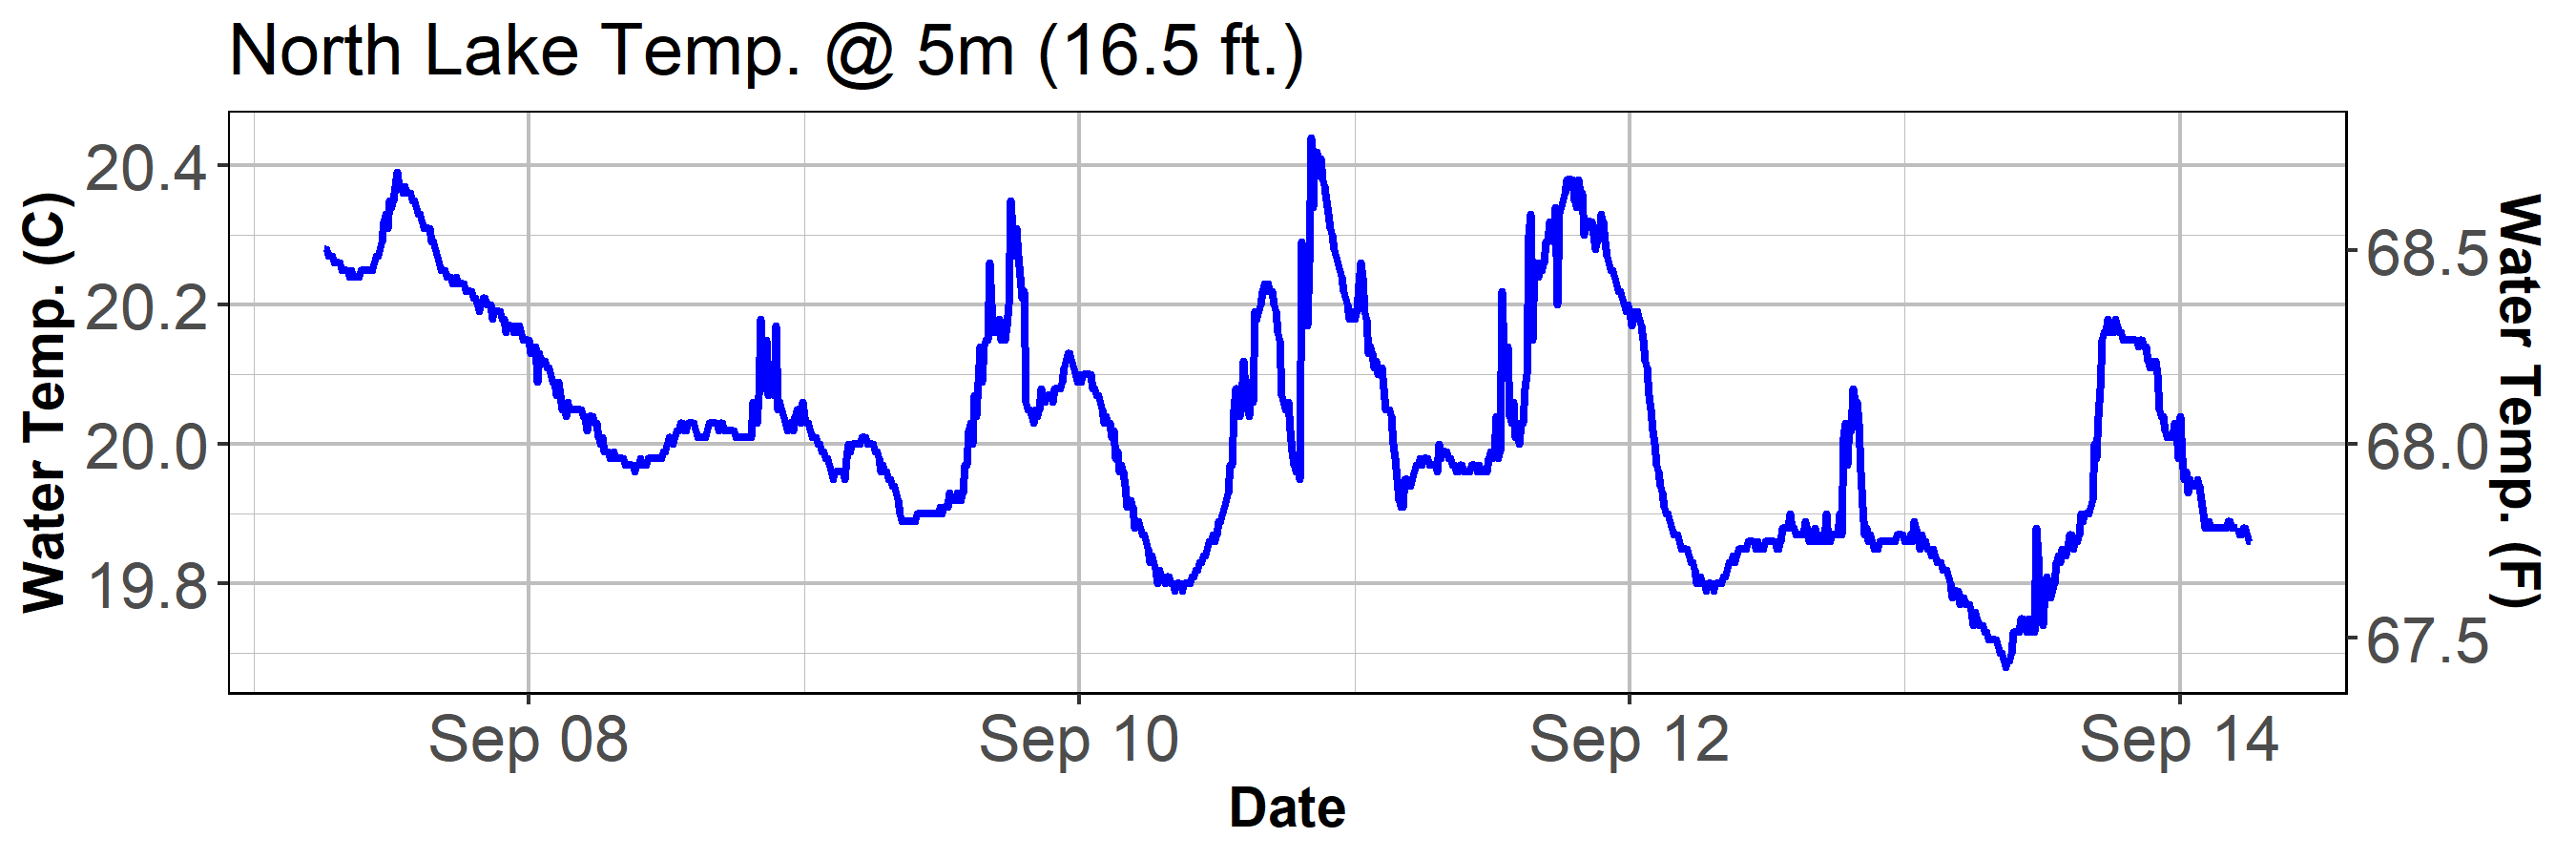 North Lake Temp. @ 5m (16.5 ft.)
Water Temp. (C)
20.4
20.2
20.0
19.8
68.5
68.0
67.5
Water Temp. (F)
Sep 08 Sep 10 Sep 12 Sep 14
Date